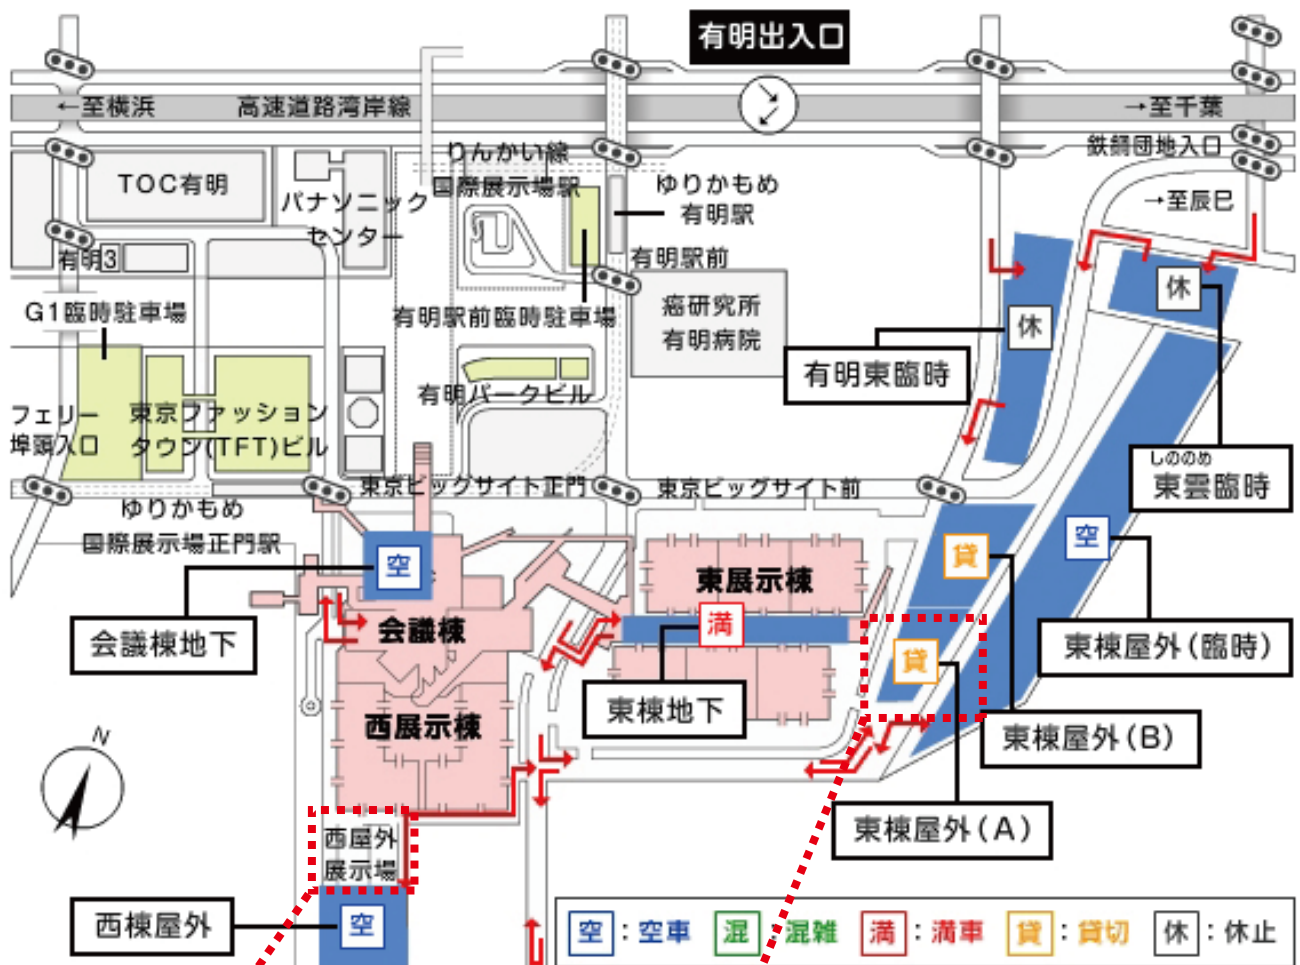 有明出入口
←至横浜
高速道路湾岸線
→至千葉
りんかい線
国際展示場駅
鉄鋼団地入口
TOC有明
パナソニック
センター
ゆりかもめ
有明駅
→至辰巳
有明3
有明駅前
G1臨時駐車場
有明駅前臨時駐車場
癌研究所
有明病院
休
休
有明東臨時
有明パークビル
フェリー
埠頭入口
東京ファッション
タウン(TFT)ビル
しののめ
東雲臨時
東京ビッグサイト正門
東京ビッグサイト前
ゆりかもめ
国際展示場正門駅
空
貸
空
東展示棟
満
会議棟
会議棟地下
貸
東棟屋外(臨時)
東棟地下
西展示棟
東棟屋外(B)
N
東棟屋外(A)
西屋外
展示場
西棟屋外
空
空:空車
混:混雑
満:満車
貸:貸切
休:休止